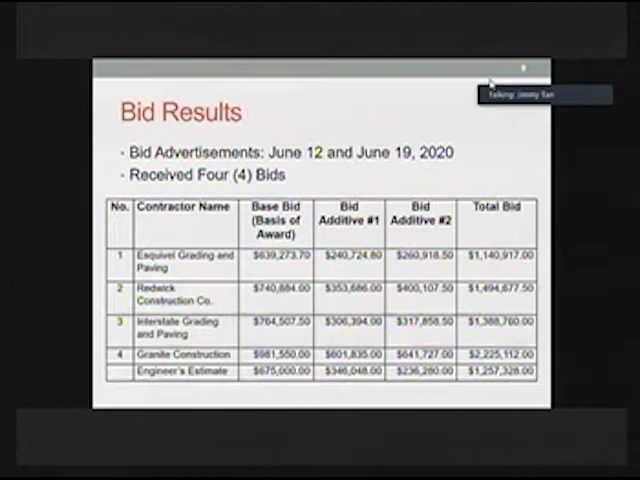 Talking: Jimmy Tan
Bid Results
· Bid Advertisements: June 12 and June 19, 2020
· Received Four (4) Bids
No. Contractor Name Base Bid (Basis of Award) Bid Additive #1 Bid Additive #2 Total Bid
1 Esquivel Grading and Paving $639,273.70 $240,724.80 $260,918.50 $1,140,917.00
2 Redwick Construction Co. $740,884.00 $353,686.00 $400,107.50 $1,494,677.50
3 Interstate Grading and Paving $764,507.50 $306,394.00 $317,858.50 $1,388,760.00
4 Granite Construction $981,550.00 $601,835.00 $641,727.00 $2,225,112.00
Engineer's Estimate $675,000.00 $346,048.00 $236,280.00 $1,257,328.00